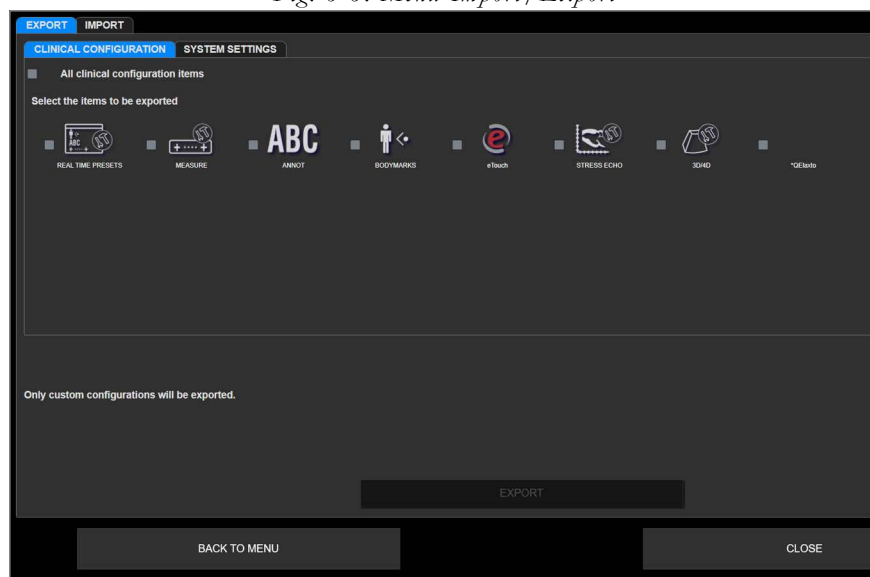 EXPORT IMPORT
CLINICAL CONFIGURATION SYSTEM SETTINGS
All clinical configuration items
Select the items to be exported
ABC
REAL TIME PRESETS MEASURE ANNOT BODYMARKS eTouch STRESS ECHO 3D/4D *QElaxto
Only custom configurations will be exported.
EXPORT
BACK TO MENU CLOSE